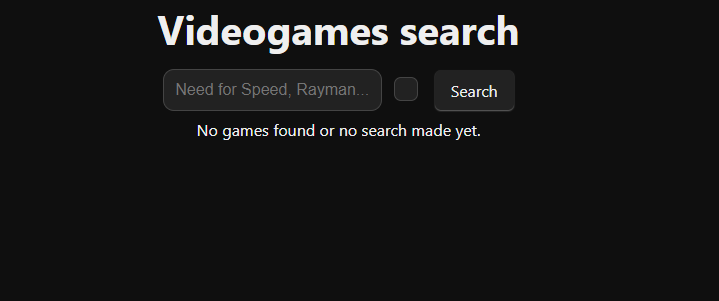 Videogames search
Need for Speed, Rayman...
Search
No games found or no search made yet.